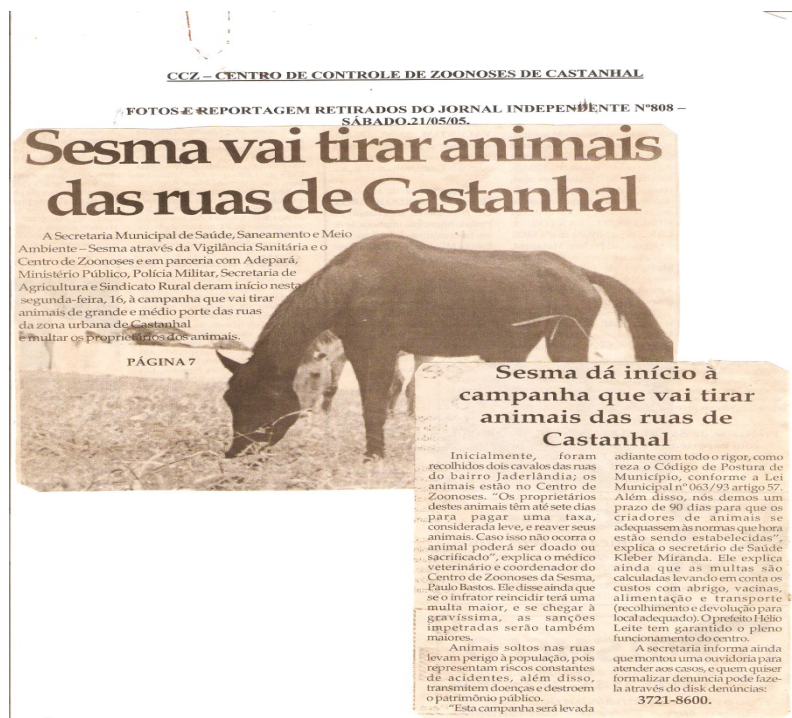 CCZ – CENTRO DE CONTROLE DE ZOONOSES DE CASTANHAL
FOTOS E REPORTAGEM RETIRADOS DO JORNAL INDEPENDENTE Nº808 –
SÁBADO,21/05/05.
Sesma vai tirar animais
das ruas de Castanhal
A Secretaria Municipal de Saúde, Saneamento e Meio
Ambiente – Sesma através da Vigilância Sanitária e o
Centro de Zoonoses e em parceria com Adepará,
Ministério Público, Polícia Militar, Secretaria de
Agricultura e Sindicato Rural deram início nesta
segunda-feira, 16, à campanha que vai tirar
animais de grande e médio porte das ruas
da zona urbana de Castanhal
e multar os proprietários dos animais.
PÁGINA 7
Sesma dá início à
campanha que vai tirar
animais das ruas de
Castanhal
Inicialmente, foram
recolhidos dois cavalos das ruas
do bairro Jaderlândia; os
animais estão no Centro de
Zoonoses. "Os proprietários
destes animais têm até sete dias
para pagar uma taxa,
considerada leve, e reaver seus
animais. Caso isso não ocorra o
animal poderá ser doado ou
sacrificado", explica o médico
veterinário e coordenador do
Centro de Zoonoses da Sesma,
Paulo Bastos. Ele disse ainda que
se o infrator reincidir terá uma
multa maior, e se chegar à
gravíssima, as sanções
impetradas serão também
maiores.
Animais soltos nas ruas
levam perigo à população, pois
representam riscos constantes
de acidentes, além disso,
transmitem doenças e destroem
o patrimônio público.
"Esta campanha será levada
adiante com todo o rigor, como
reza o Código de Postura de
Município, conforme a Lei
Municipal nº 063/93 artigo 57.
Além disso, nós demos um
prazo de 90 dias para que os
criadores de animais se
adequassem às normas que hora
estão sendo estabelecidas",
explica o secretário de Saúde
Kleber Miranda. Ele explica
ainda que as multas são
calculadas levando em conta os
custos com abrigo, vacinas,
alimentação e transporte
(recolhimento e devolução para
local adequado). O prefeito Hélio
Leite tem garantido o pleno
funcionamento do centro.
A secretaria informa ainda
que montou uma ouvidoria para
atender aos casos, e quem quiser
formalizar denuncia pode faze-
la através do disk denúncias:
3721-8600.